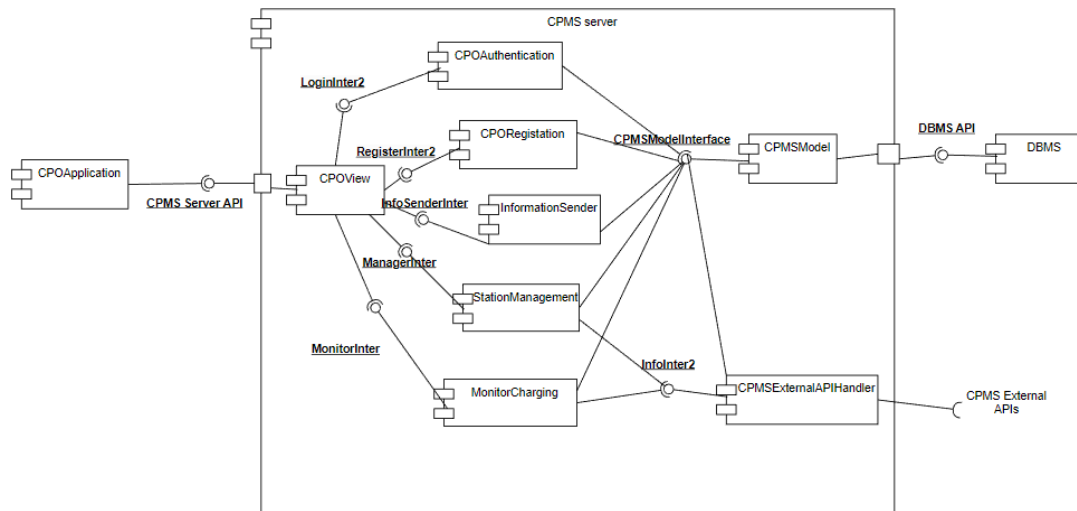 CPMS server
CPOAuthentication
LoginInter2
CPORegistation
CPMSModelInterface
DBMS API
RegisterInter2
CPMSModel
DBMS
CPOApplication
CPOView
CPMS Server API
InfoSenderInter
InformationSender
ManagerInter
StationManagement
MonitorInter
InfoInter2
MonitorCharging
CPMSExternalAPIHandler
CPMS External
APIs